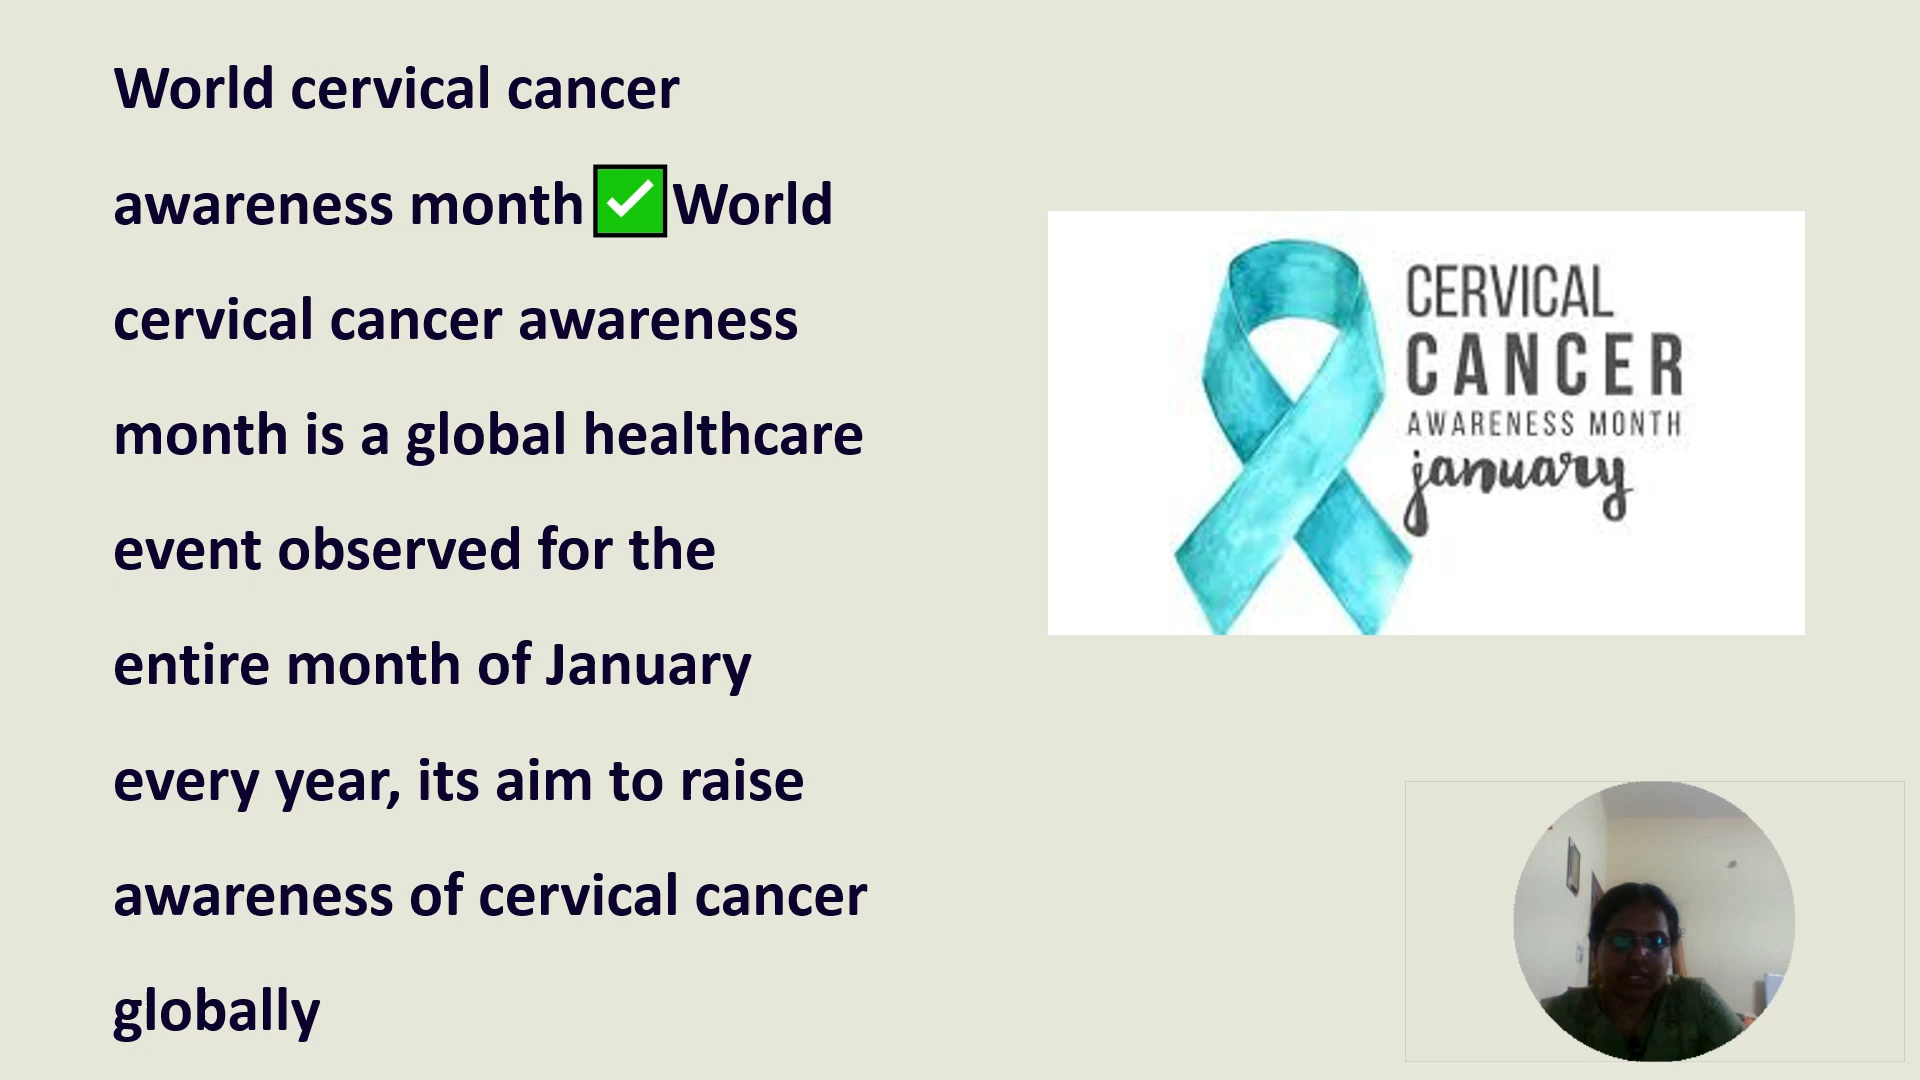 World cervical cancer
awareness month ✅ World
cervical cancer awareness
month is a global healthcare
event observed for the
entire month of January
every year, its aim to raise
awareness of cervical cancer
globally
CERVICAL
CANCER
AWARENESS MONTH
january